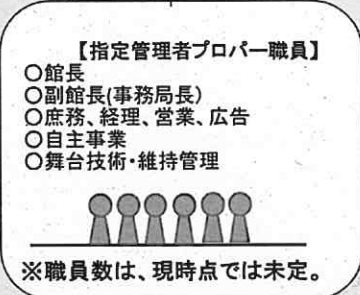 【指定管理者プロパー職員】
○館長
○副館長(事務局長)
○庶務、経理、営業、広告
○自主事業
○舞台技術・維持管理
※職員数は、現時点では未定。